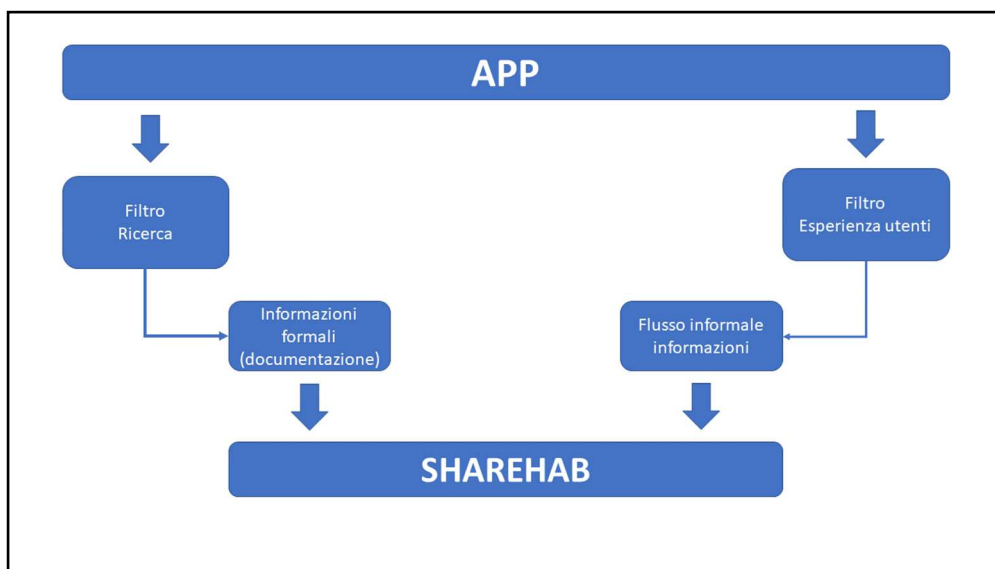 APP
Filtro
Ricerca
Filtro
Esperienza utenti
Informazioni
formali
(documentazione)
Flusso informale
informazioni
SHAREHAB